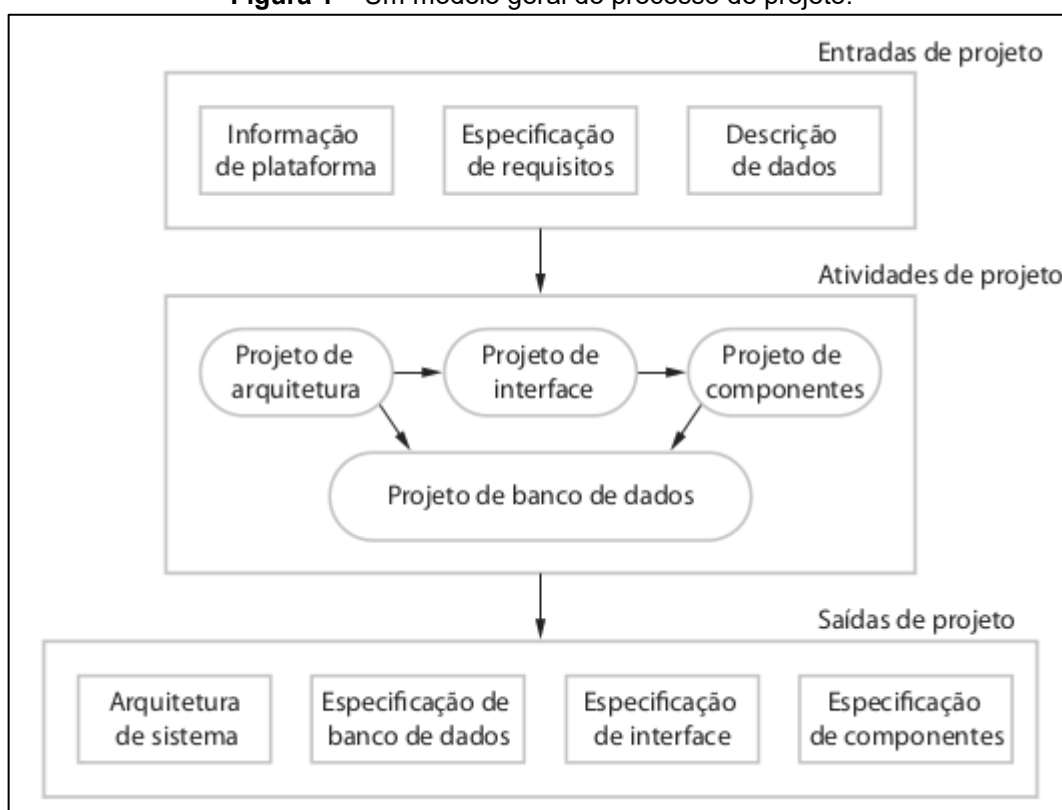 Figura 1 – Um modelo geral do processo de projeto.
Entradas de projeto
Informação
de plataforma
Especificação
de requisitos
Descrição
de dados
Atividades de projeto
Projeto de
arquitetura
Projeto de
interface
Projeto de
componentes
Projeto de banco de dados
Saídas de projeto
Arquitetura
de sistema
Especificação de
banco de dados
Especificação
de interface
Especificação
de componentes